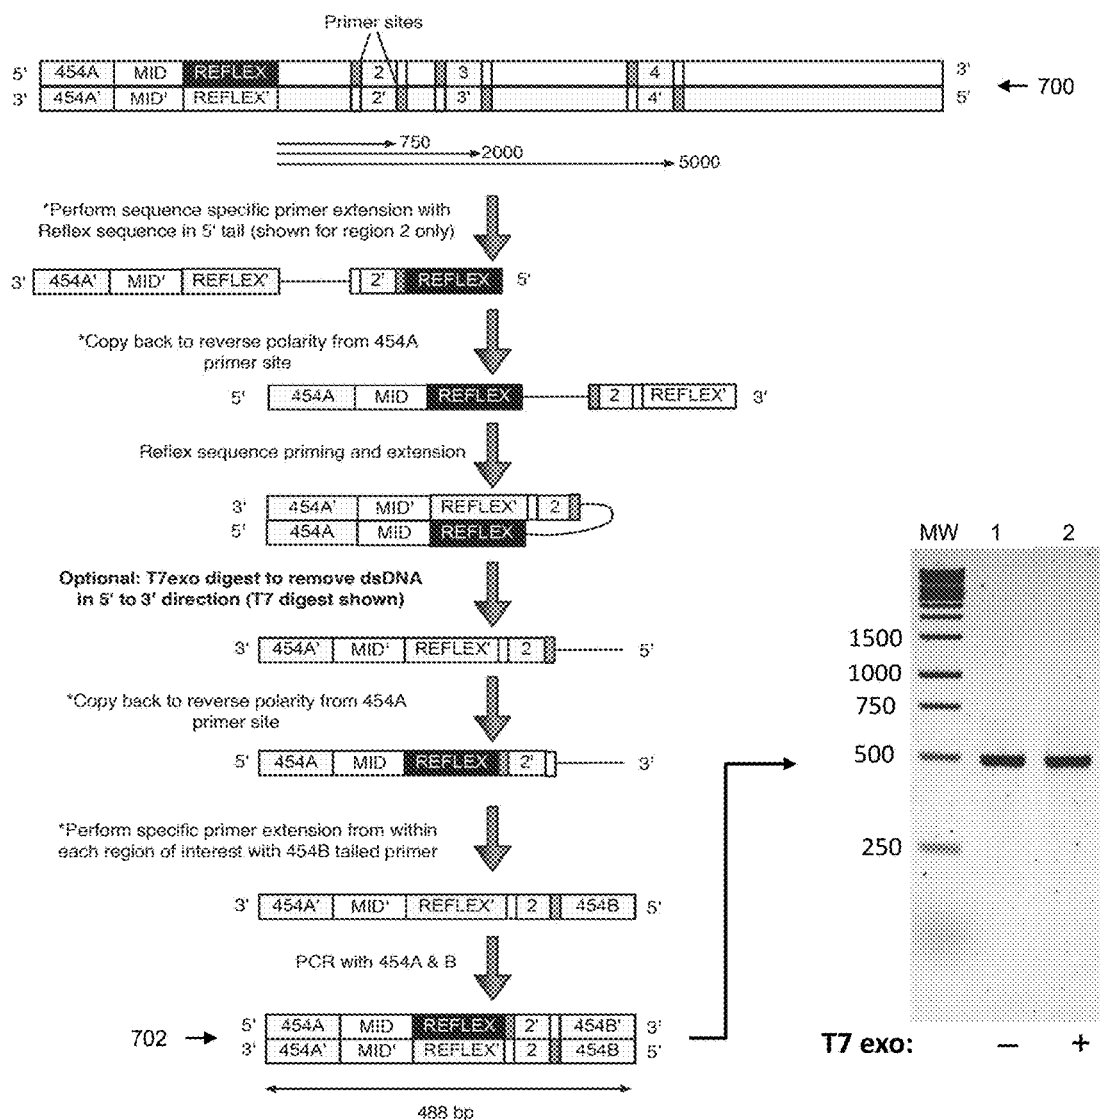 Primer sites
5' 454A MID REFLEX 2 3 4 3'
3' 454A' MID' REFLEX' 2' 3' 4' 5'
700
750
2000
5000
*Perform sequence specific primer extension with
Reflex sequence in 5' tail (shown for region 2 only)
3' 454A' MID' REFLEX' 2' REFLEX 5'
*Copy back to reverse polarity from 454A
primer site
5' 454A MID REFLEX 2 REFLEX' 3'
Reflex sequence priming and extension
3' 454A' MID' REFLEX' 2
5' 454A MID REFLEX
Optional: T7exo digest to remove dsDNA
in 5' to 3' direction (T7 digest shown)
3' 454A' MID' REFLEX' 2 5'
*Copy back to reverse polarity from 454A
primer site
5' 454A MID REFLEX 2' 3'
*Perform specific primer extension from within
each region of interest with 454B tailed primer
3' 454A' MID' REFLEX' 2 454B 5'
PCR with 454A & B
702
5' 454A MID REFLEX 2' 454B' 3'
3' 454A' MID' REFLEX' 2 454B 5'
488 bp
MW 1 2
1500
1000
750
500
250
T7 exo: — +